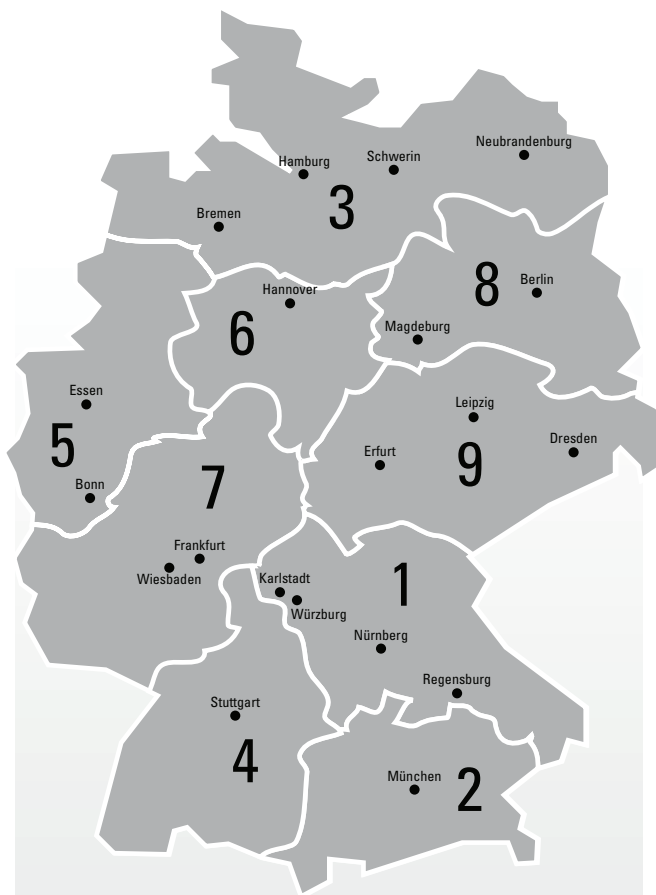 Neubrandenburg
Schwerin
Hamburg
3
Bremen
Berlin
8
Hannover
6
Magdeburg
Essen
Leipzig
5
Dresden
Erfurt
9
7
Bonn
Frankfurt
Wiesbaden
Karlstadt
1
Würzburg
Nürnberg
Regensburg
Stuttgart
4
München
2